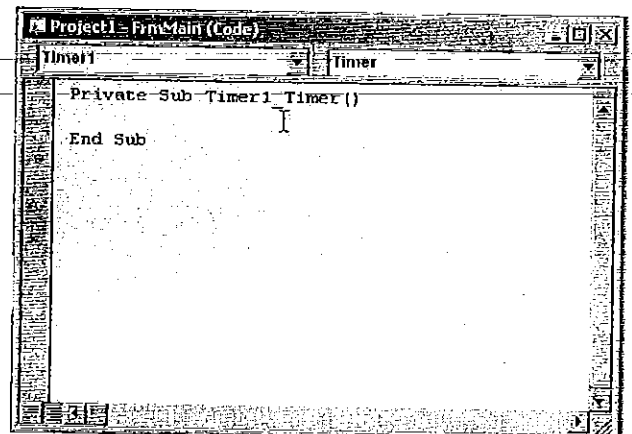 Project1 - FrmMain (Code)
Timer1 Timer
Private Sub Timer1_Timer()
End Sub